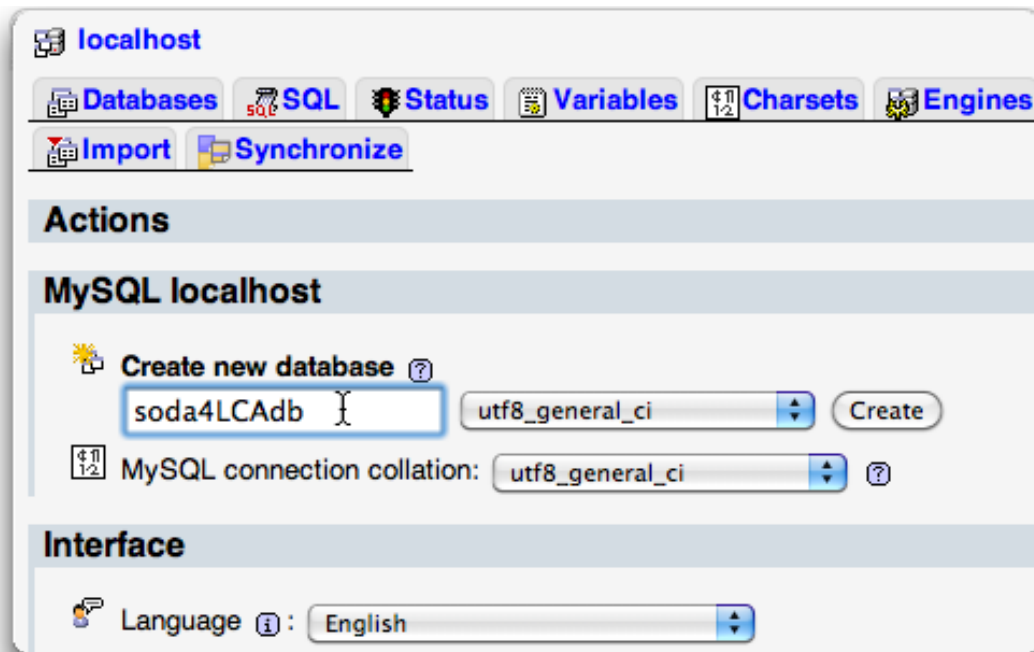 localhost
Databases SQL Status Variables Charsets Engines
Import Synchronize
Actions
MySQL localhost
Create new database
soda4LCAdb utf8_general_ci Create
MySQL connection collation: utf8_general_ci
Interface
Language : English